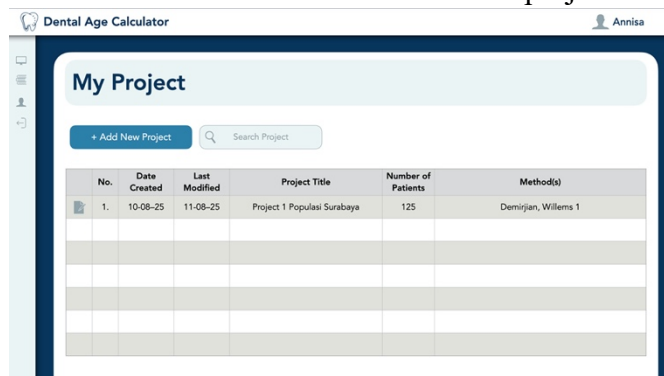 Dental Age Calculator
Annisa
My Project
+ Add New Project
Search Project
No. Date Created Last Modified Project Title Number of Patients Method(s)
1. 10-08-25 11-08-25 Project 1 Populasi Surabaya 125 Demirjian, Willems 1